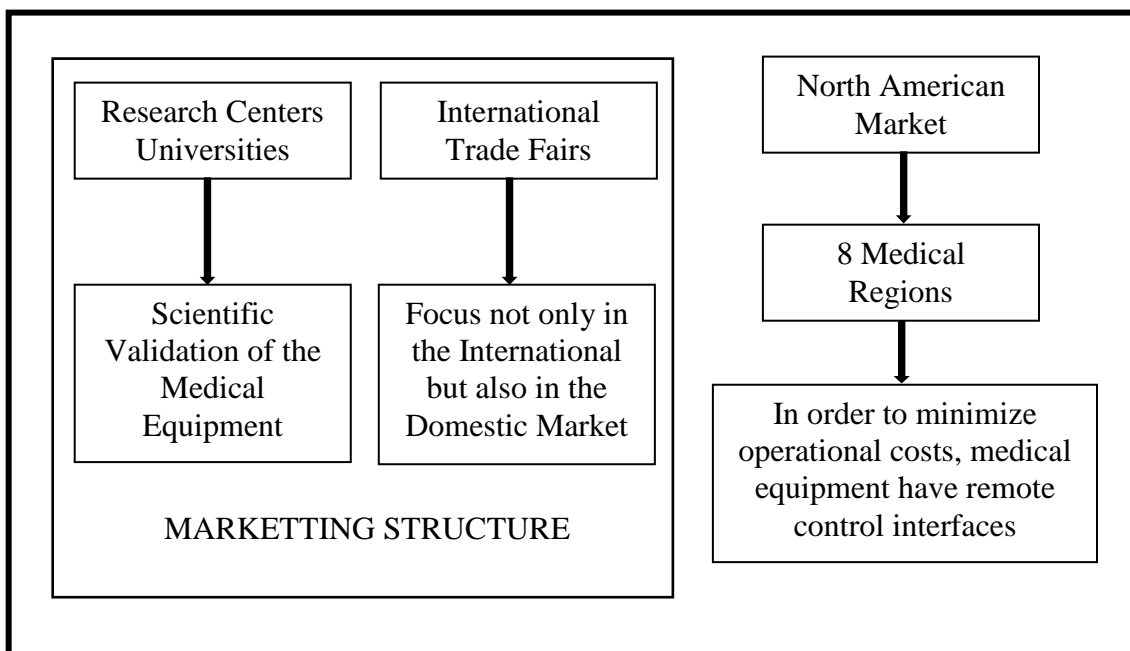 Research Centers
Universities
Scientific
Validation of the
Medical
Equipment
International
Trade Fairs
Focus not only in
the International
but also in the
Domestic Market
MARKETTING STRUCTURE
North American
Market
8 Medical
Regions
In order to minimize
operational costs, medical
equipment have remote
control interfaces